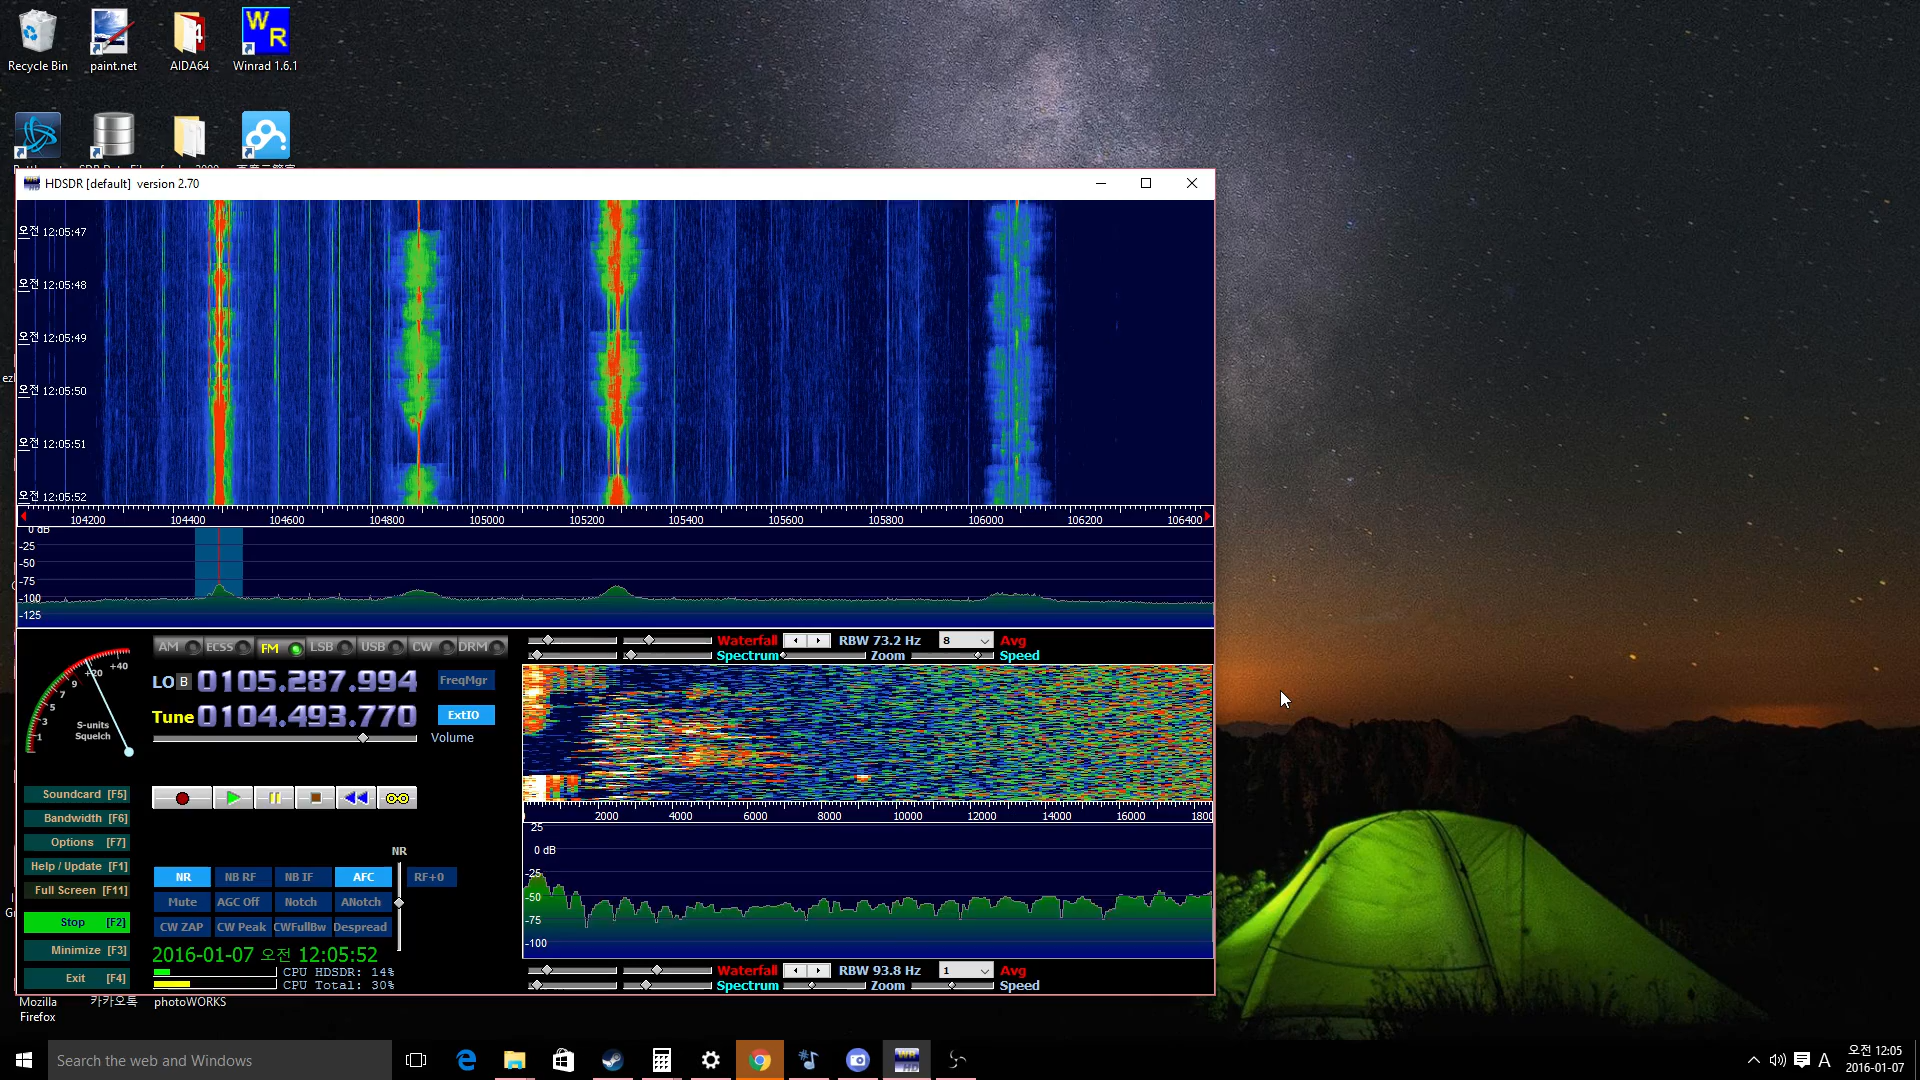 Recycle Bin
paint.net
AIDA64
Winrad 1.6.1
HDSDR [default] version 2.70
오전 12:05:47
오전 12:05:48
오전 12:05:49
오전 12:05:50
오전 12:05:51
오전 12:05:52
104200 104400 104600 104800 105000 105200 105400 105600 105800 106000 106200 106400
0 dB
-25
-50
-75
-100
-125
+40
+20
9
7
5
3
1
S-units
Squelch
AM ECSS FM LSB USB CW DRM
LO B 0105.287.994 FreqMgr
Tune 0104.493.770 ExtIO
Volume
Waterfall RBW 73.2 Hz 8 Avg
Spectrum Zoom Speed
Soundcard [F5]
Bandwidth [F6]
Options [F7]
Help / Update [F1]
Full Screen [F11]
Stop [F2]
Minimize [F3]
Exit [F4]
NR
NR NB RF NB IF AFC RF+0
Mute AGC Off Notch ANotch
CW ZAP CW Peak CWFullBw Despread
2016-01-07 오전 12:05:52
CPU HDSDR: 14%
CPU Total: 30%
2000 4000 6000 8000 10000 12000 14000 16000 1800
25
0 dB
-25
-50
-75
-100
Waterfall RBW 93.8 Hz 1 Avg
Spectrum Zoom Speed
Mozilla Firefox
카카오톡
photoWORKS
Search the web and Windows
A
오전 12:05
2016-01-07